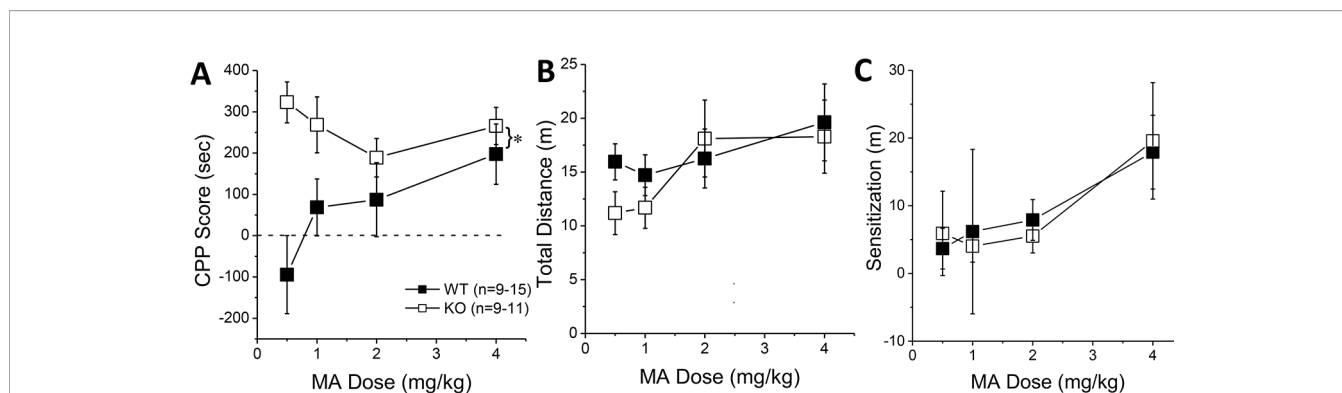 A
CPP Score (sec)
400
300
200
100
0
-100
-200
0
1
2
4
MA Dose (mg/kg)
*
WT (n=9-15)
KO (n=9-11)
B
Total Distance (m)
25
20
15
10
5
0
0
1
2
4
MA Dose (mg/kg)
C
Sensitization (m)
30
20
10
0
-10
0
1
2
3
4
MA Dose (mg/kg)